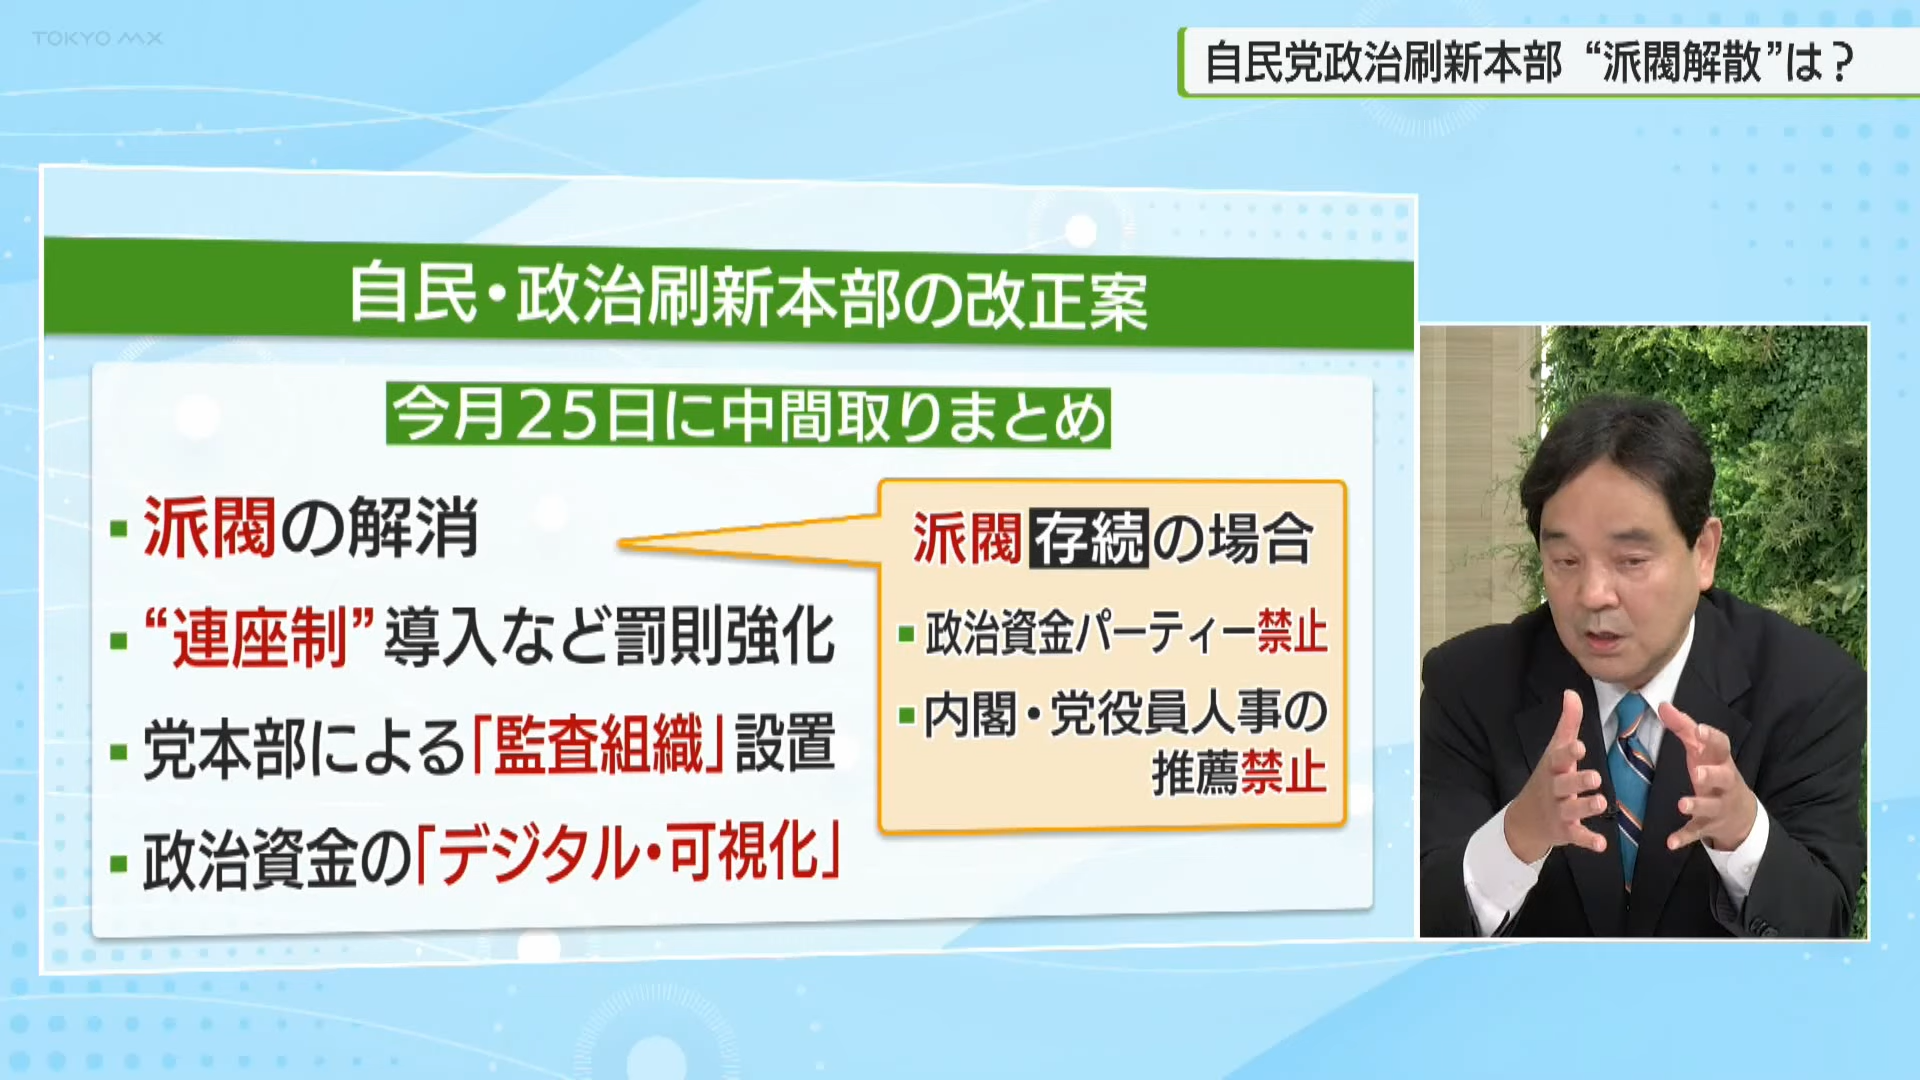 TOKYO MX
自民党政治刷新本部 “派閥解散”は？
自民・政治刷新本部の改正案
今月25日に中間取りまとめ
派閥の解消
“連座制”導入など罰則強化
党本部による「監査組織」設置
政治資金の「デジタル・可視化」
派閥存続の場合
政治資金パーティー禁止
内閣・党役員人事の
推薦禁止